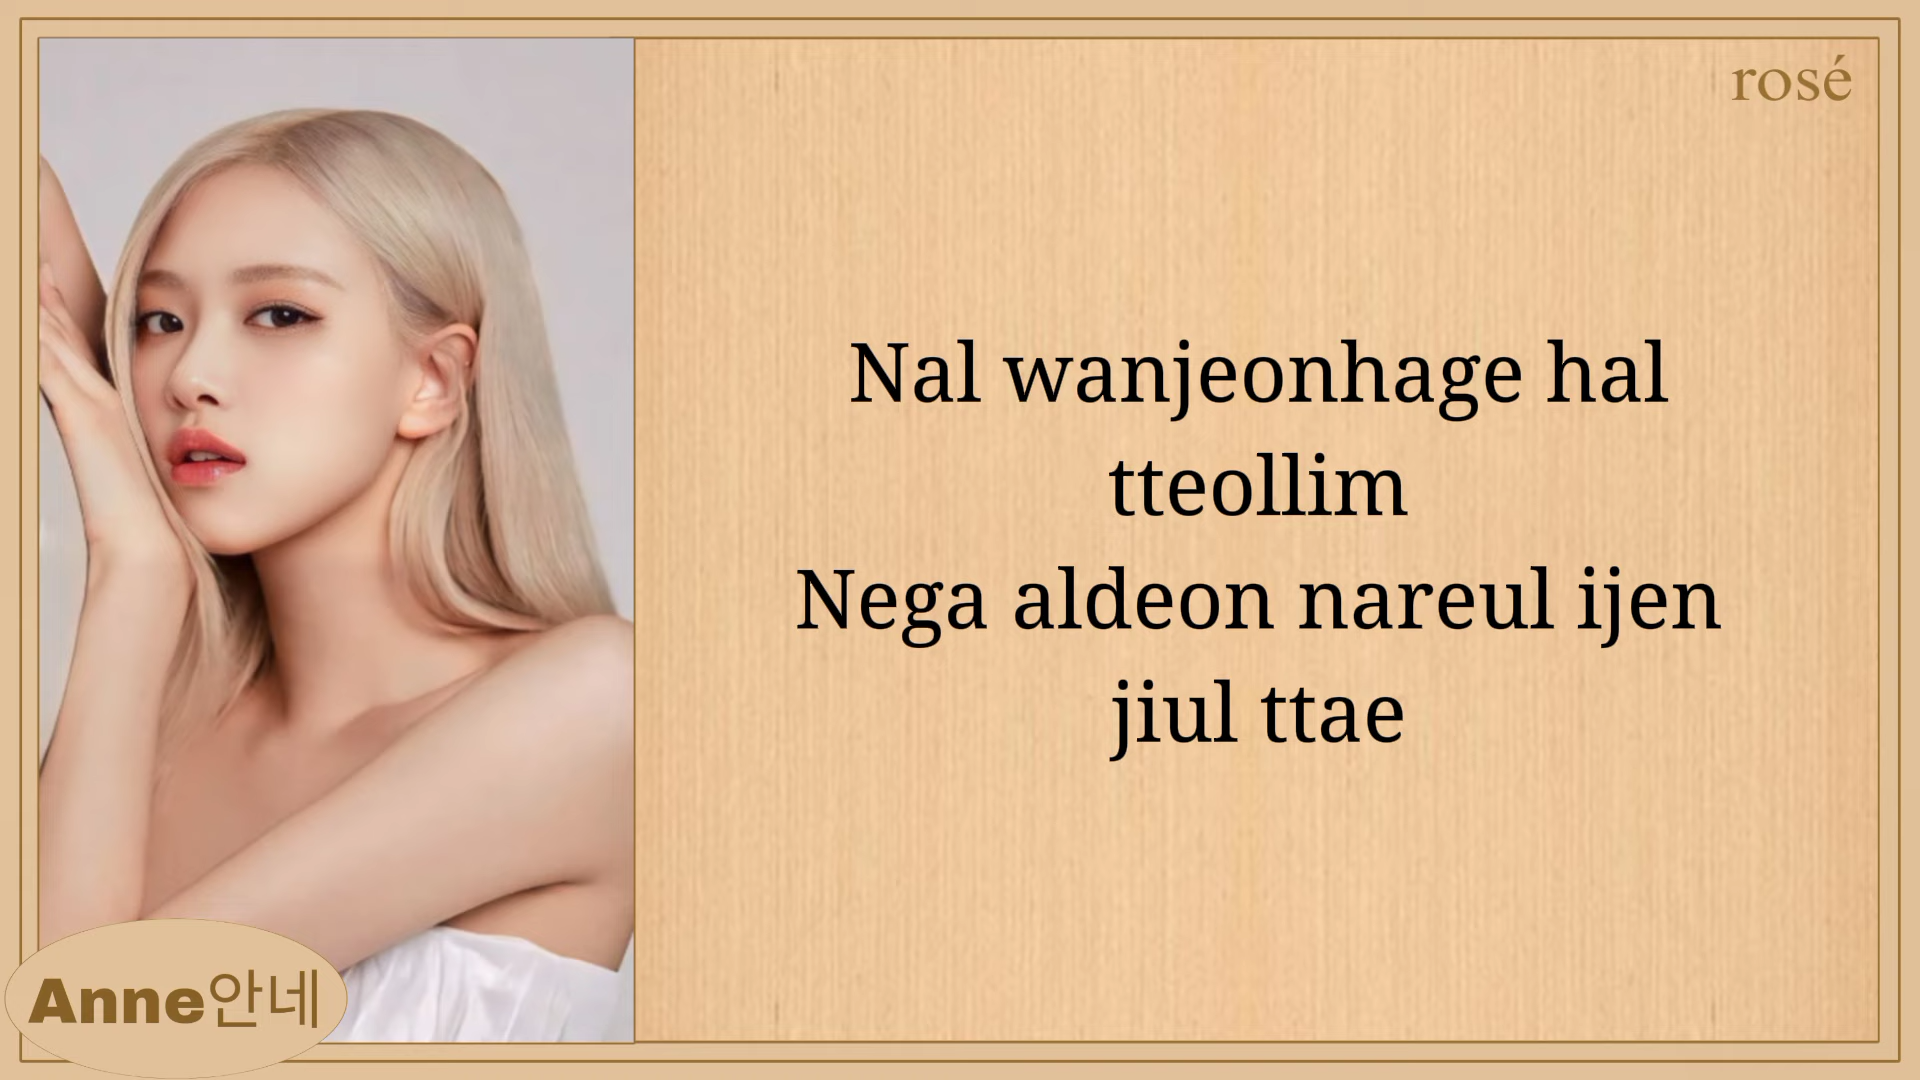 rosé
Nal wanjeonhage hal
tteollim
Nega aldeon nareul ijen
jiul ttae
Anne안네